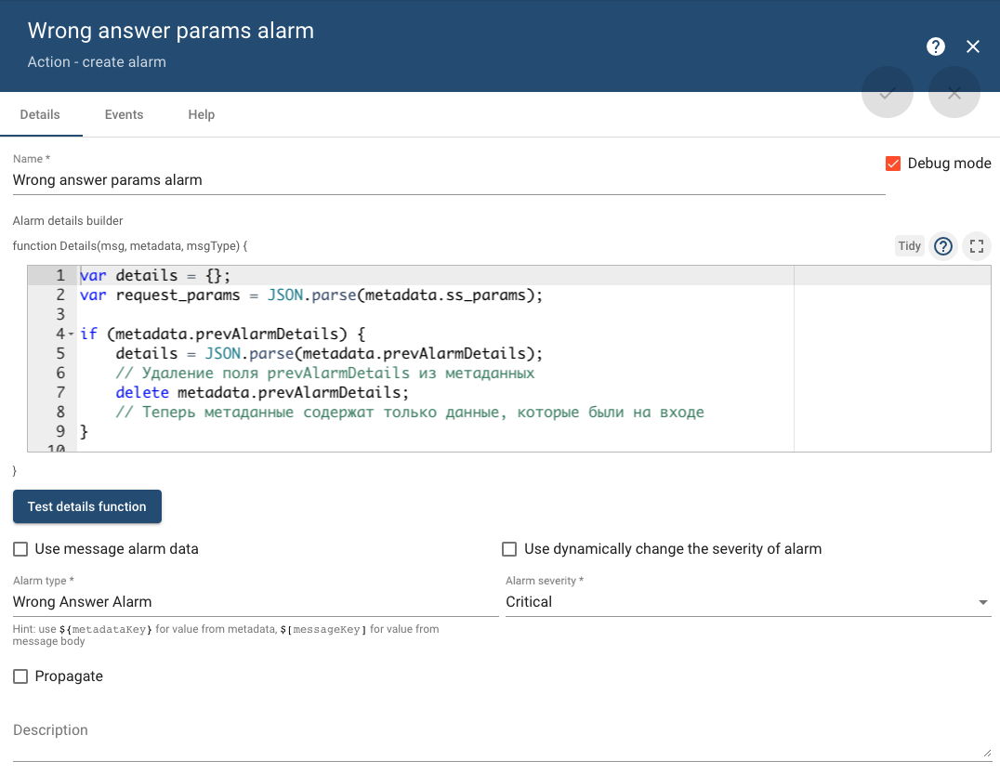 Wrong answer params alarm
Action - create alarm
Details
Events
Help
Name *
Wrong answer params alarm
Debug mode
Alarm details builder
function Details(msg, metadata, msgType) {
Tidy
1 var details = {};
2 var request_params = JSON.parse(metadata.ss_params);
3
4 if (metadata.prevAlarmDetails) {
5 details = JSON.parse(metadata.prevAlarmDetails);
6 // Удаление поля prevAlarmDetails из метаданных
7 delete metadata.prevAlarmDetails;
8 // Теперь метаданные содержат только данные, которые были на входе
9 }
10
}
Test details function
Use message alarm data
Use dynamically change the severity of alarm
Alarm type *
Wrong Answer Alarm
Alarm severity *
Critical
Hint: use ${metadataKey} for value from metadata, $[messageKey] for value from
message body
Propagate
Description